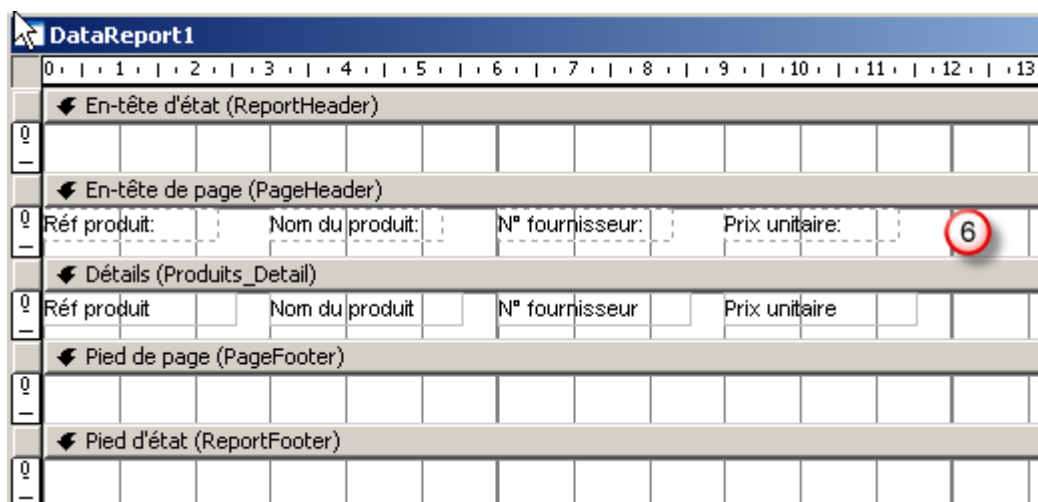 DataReport1
0 1 2 3 4 5 6 7 8 9 10 11 12 13
En-tête d'état (ReportHeader)
0
En-tête de page (PageHeader)
0 Réf produit: Nom du produit: N° fournisseur: Prix unitaire: 6
Détails (Produits_Detail)
0 Réf produit Nom du produit N° fournisseur Prix unitaire
Pied de page (PageFooter)
0
Pied d'état (ReportFooter)
0